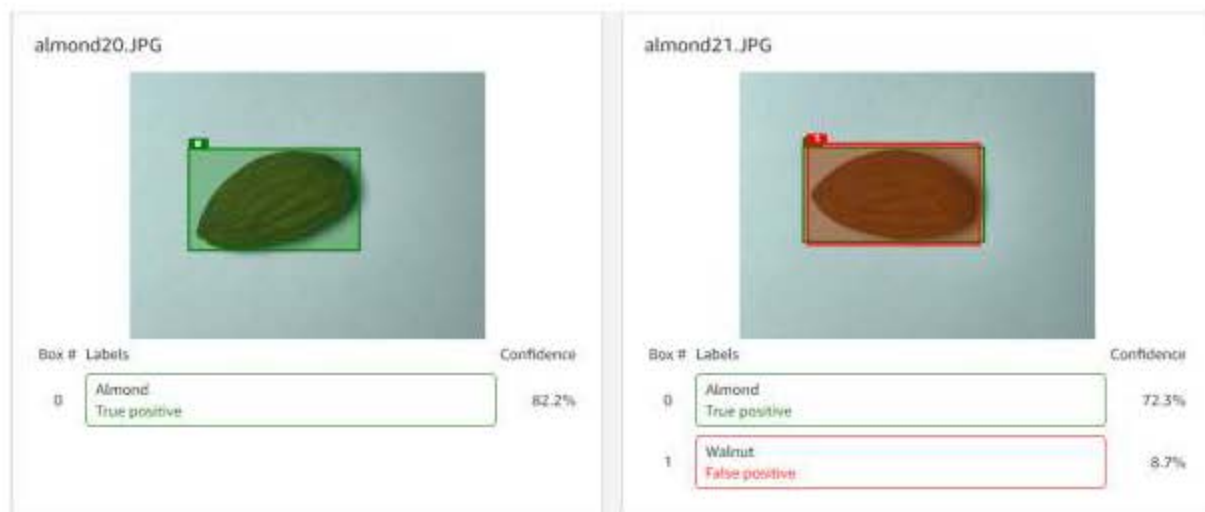 almond20.JPG
Box # Labels Confidence
0 Almond 82.2%
True positive
almond21.JPG
Box # Labels Confidence
0 Almond 72.3%
True positive
1 Walnut 8.7%
False positive